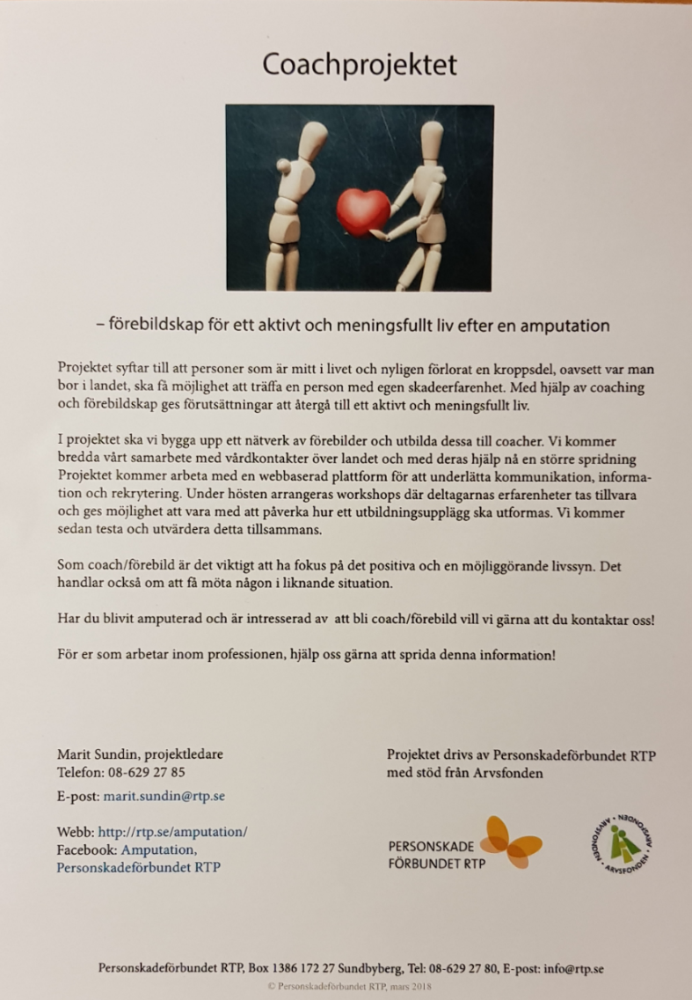 Coachprojektet
– förebildskap för ett aktivt och meningsfullt liv efter en amputation
Projektet syftar till att personer som är mitt i livet och nyligen förlorat en kroppsdel, oavsett var man
bor i landet, ska få möjlighet att träffa en person med egen skadeerfarenhet. Med hjälp av coaching
och förebildskap ges förutsättningar att återgå till ett aktivt och meningsfullt liv.
I projektet ska vi bygga upp ett nätverk av förebilder och utbilda dessa till coacher. Vi kommer
bredda vårt samarbete med vårdkontakter över landet och med deras hjälp nå en större spridning
Projektet kommer arbeta med en webbaserad plattform för att underlätta kommunikation, informa-
tion och rekrytering. Under hösten arrangeras workshops där deltagarnas erfarenheter tas tillvara
och ges möjlighet att vara med att påverka hur ett utbildningsupplägg ska utformas. Vi kommer
sedan testa och utvärdera detta tillsammans.
Som coach/förebild är det viktigt att ha fokus på det positiva och en möjliggörande livssyn. Det
handlar också om att få möta någon i liknande situation.
Har du blivit amputerad och är intresserad av  att bli coach/förebild vill vi gärna att du kontaktar oss!
För er som arbetar inom professionen, hjälp oss gärna att sprida denna information!
Marit Sundin, projektledare
Telefon: 08-629 27 85
E-post: marit.sundin@rtp.se
Webb: http://rtp.se/amputation/
Facebook: Amputation,
Personskadeförbundet RTP
Projektet drivs av Personskadeförbundet RTP
med stöd från Arvsfonden
PERSONSKADE
FÖRBUNDET RTP
ARVSFONDEN • ARVSFONDEN • ARVSFONDEN •
Personskadeförbundet RTP, Box 1386 172 27 Sundbyberg, Tel: 08-629 27 80, E-post: info@rtp.se
© Personskadeförbundet RTP, mars 2018